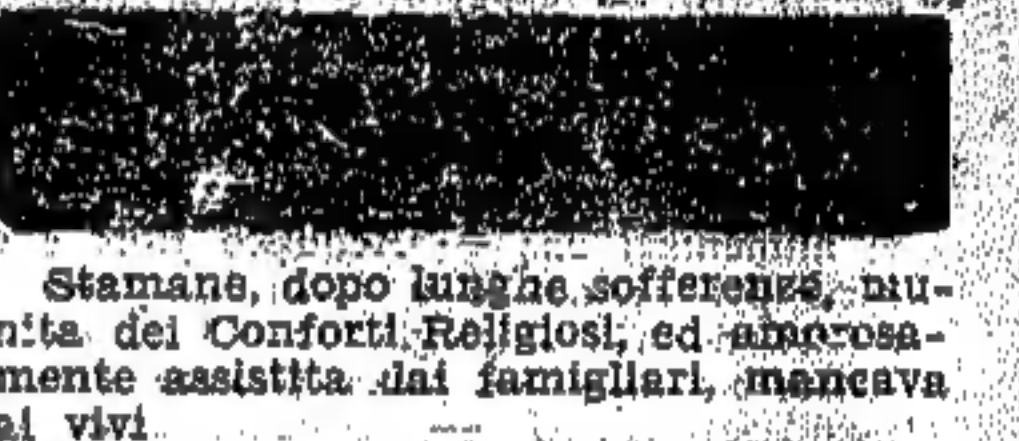 Stamane, dopo lunghe sofferenze, mu-
nita dei Conforti Religiosi, ed amorosa-
mente assistita dai famigliari, mancava
ai vivi